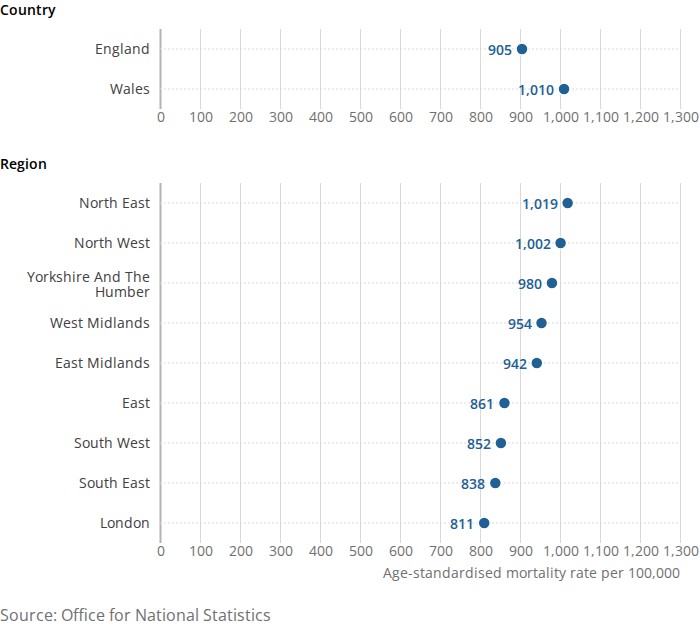 Country
England 905
Wales 1,010
0 100 200 300 400 500 600 700 800 900 1,000 1,100 1,200 1,300
Region
North East 1,019
North West 1,002
Yorkshire And The
Humber 980
West Midlands 954
East Midlands 942
East 861
South West 852
South East 838
London 811
0 100 200 300 400 500 600 700 800 900 1,000 1,100 1,200 1,300
Age-standardised mortality rate per 100,000
Source: Office for National Statistics